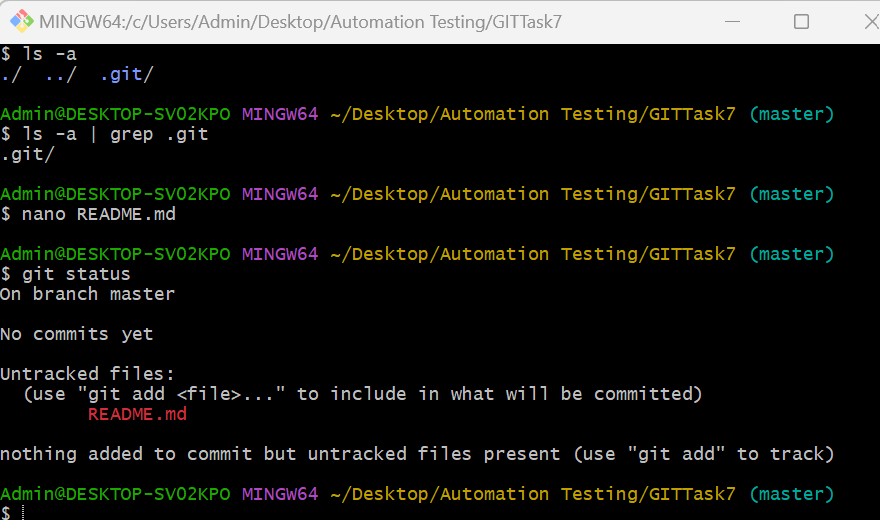 MINGW64:/c/Users/Admin/Desktop/Automation Testing/GITTask7
$ ls -a
./  ../  .git/
Admin@DESKTOP-SV02KPO MINGW64 ~/Desktop/Automation Testing/GITTask7 (master)
$ ls -a | grep .git
.git/
Admin@DESKTOP-SV02KPO MINGW64 ~/Desktop/Automation Testing/GITTask7 (master)
$ nano README.md
Admin@DESKTOP-SV02KPO MINGW64 ~/Desktop/Automation Testing/GITTask7 (master)
$ git status
On branch master
No commits yet
Untracked files:
  (use "git add <file>..." to include in what will be committed)
        README.md
nothing added to commit but untracked files present (use "git add" to track)
Admin@DESKTOP-SV02KPO MINGW64 ~/Desktop/Automation Testing/GITTask7 (master)
$